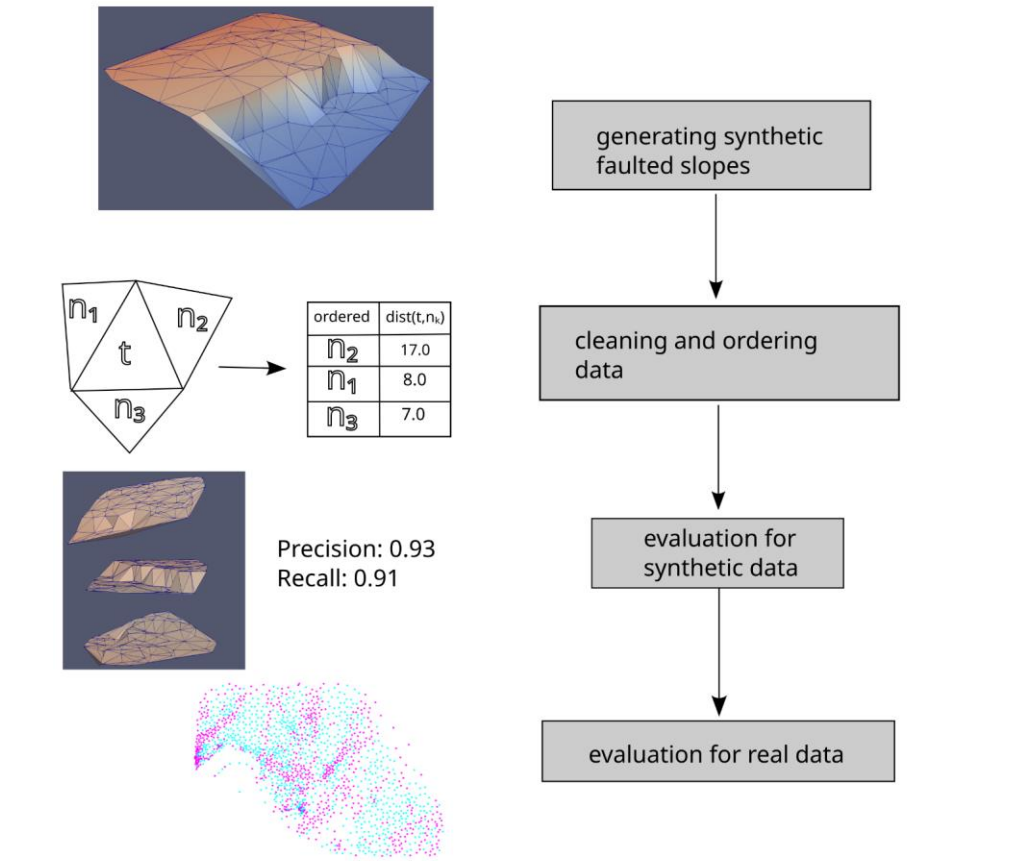 generating synthetic
faulted slopes
n₁
n₂
t
n₃
ordered dist(t,nₖ)
n₂ 17.0
n₁ 8.0
n₃ 7.0
cleaning and ordering
data
Precision: 0.93
Recall: 0.91
evaluation for
synthetic data
evaluation for real data